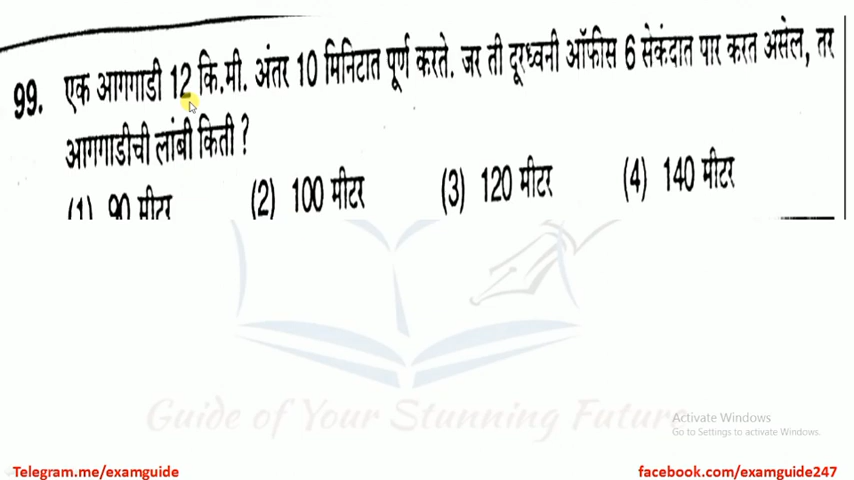 99. एक आगगाडी 12 कि.मी. अंतर 10 मिनिटात पूर्ण करते. जर ती दूरध्वनी ऑफीस 6 सेकंदात पार करत असेल, तर
आगगाडीची लांबी किती ?
(1) 90 मीटर (2) 100 मीटर (3) 120 मीटर (4) 140 मीटर
Guide of Your Stunning Future
Activate Windows
Go to Settings to activate Windows.
Telegram.me/examguide facebook.com/examguide247